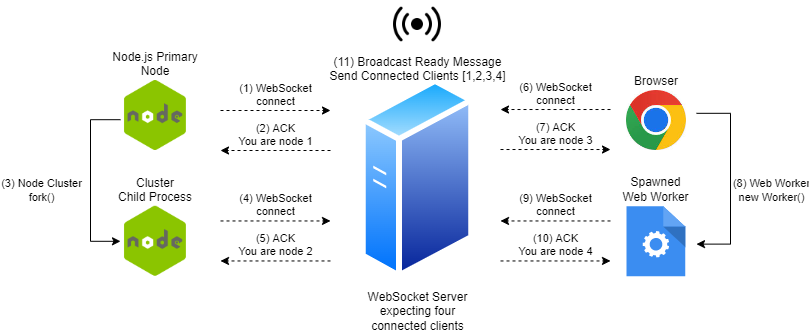 (11) Broadcast Ready Message
Send Connected Clients [1,2,3,4]
Node.js Primary
Node
node
(1) WebSocket
connect
(2) ACK
You are node 1
(3) Node Cluster
fork()
Cluster
Child Process
node
(4) WebSocket
connect
(5) ACK
You are node 2
Browser
(6) WebSocket
connect
(7) ACK
You are node 3
(8) Web Worker
new Worker()
Spawned
Web Worker
(9) WebSocket
connect
(10) ACK
You are node 4
WebSocket Server
expecting four
connected clients